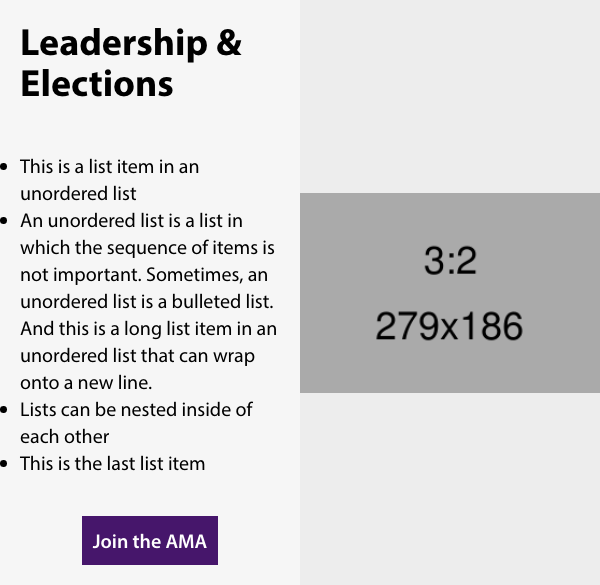 Leadership &
Elections
This is a list item in an
unordered list
An unordered list is a list in
which the sequence of items is
not important. Sometimes, an
unordered list is a bulleted list.
And this is a long list item in an
unordered list that can wrap
onto a new line.
Lists can be nested inside of
each other
This is the last list item
Join the AMA
3:2
279x186